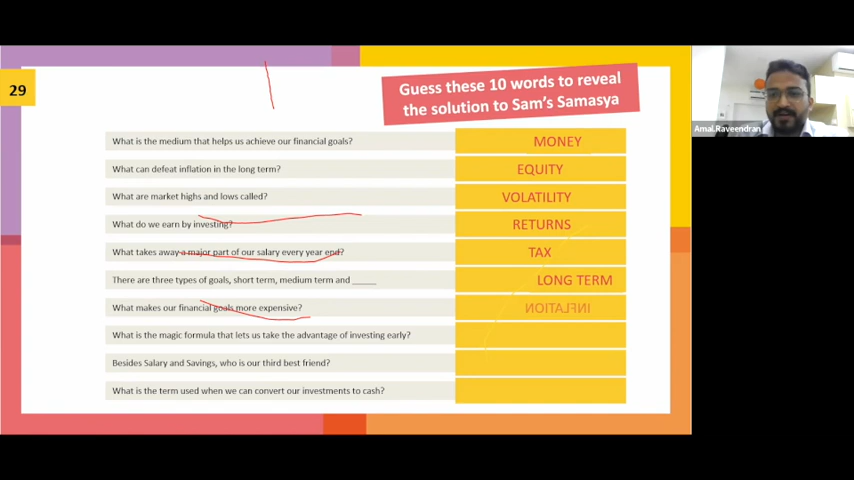 29
Guess these 10 words to reveal
the solution to Sam's Samasya
Amal Raveendran
What is the medium that helps us achieve our financial goals? MONEY
What can defeat inflation in the long term? EQUITY
What are market highs and lows called? VOLATILITY
What do we earn by investing? RETURNS
What takes away a major part of our salary every year end? TAX
There are three types of goals, short term, medium term and _____ LONG TERM
What makes our financial goals more expensive? INFLATION
What is the magic formula that lets us take the advantage of investing early?
Besides Salary and Savings, who is our third best friend?
What is the term used when we can convert our investments to cash?